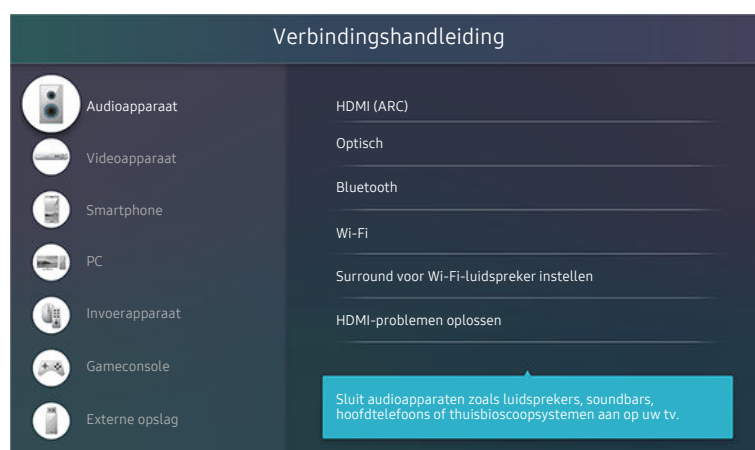 Verbindingshandleiding
Audioapparaat
Videoapparaat
Smartphone
PC
Invoerapparaat
Gameconsole
Externe opslag
HDMI (ARC)
Optisch
Bluetooth
Wi-Fi
Surround voor Wi-Fi-luidspreker instellen
HDMI-problemen oplossen
Sluit audioapparaten zoals luidsprekers, soundbars,
hoofdtelefoons of thuisbioscoopsystemen aan op uw tv.